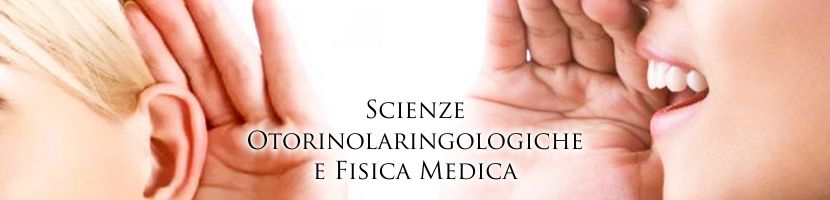 Scienze
Otorinolaringologiche
e Fisica Medica